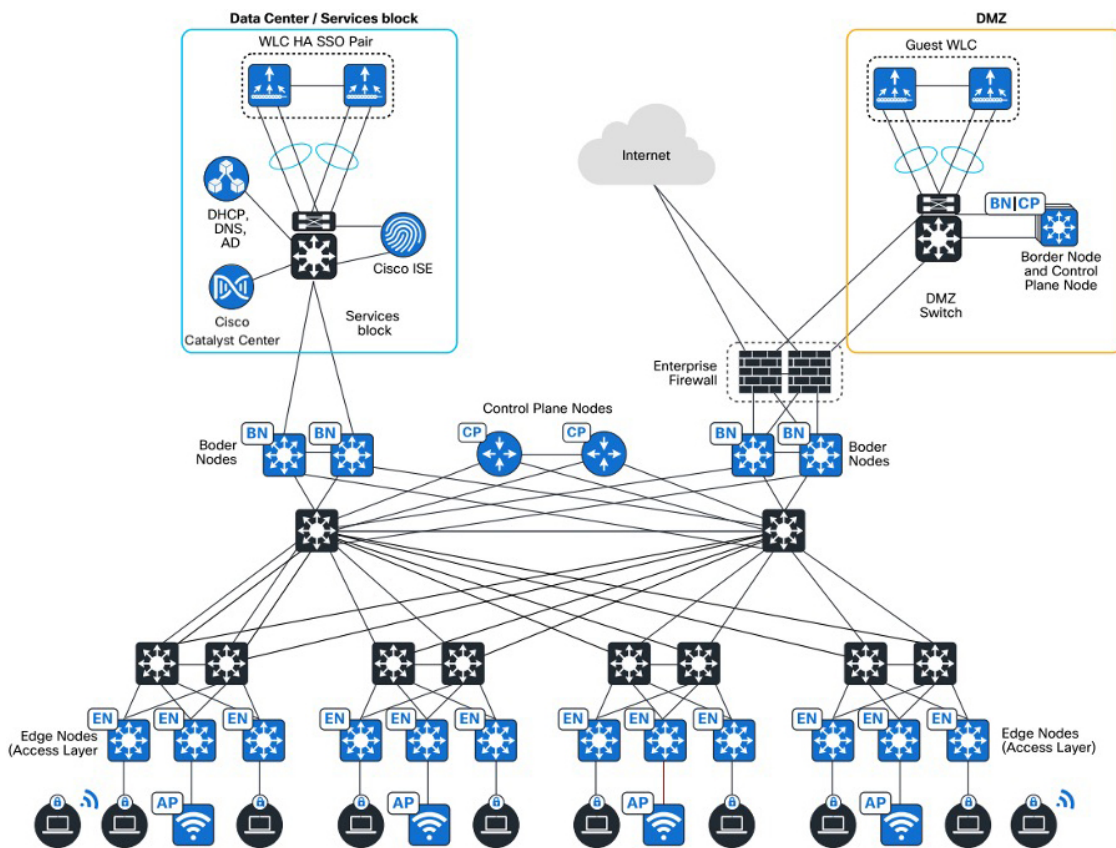 Data Center / Services block
DMZ
WLC HA SSO Pair
Guest WLC
Internet
DHCP,
DNS,
AD
Cisco ISE
Cisco
Catalyst Center
Services
block
BN|CP
Border Node
and Control
Plane Node
DMZ
Switch
Enterprise
Firewall
Control Plane Nodes
Boder
Nodes
BN
BN
CP
CP
BN
BN
Boder
Nodes
EN
EN
EN
EN
EN
EN
EN
EN
EN
EN
EN
EN
Edge Nodes
(Access Layer
Edge Nodes
(Access Layer)
AP
AP
AP
AP